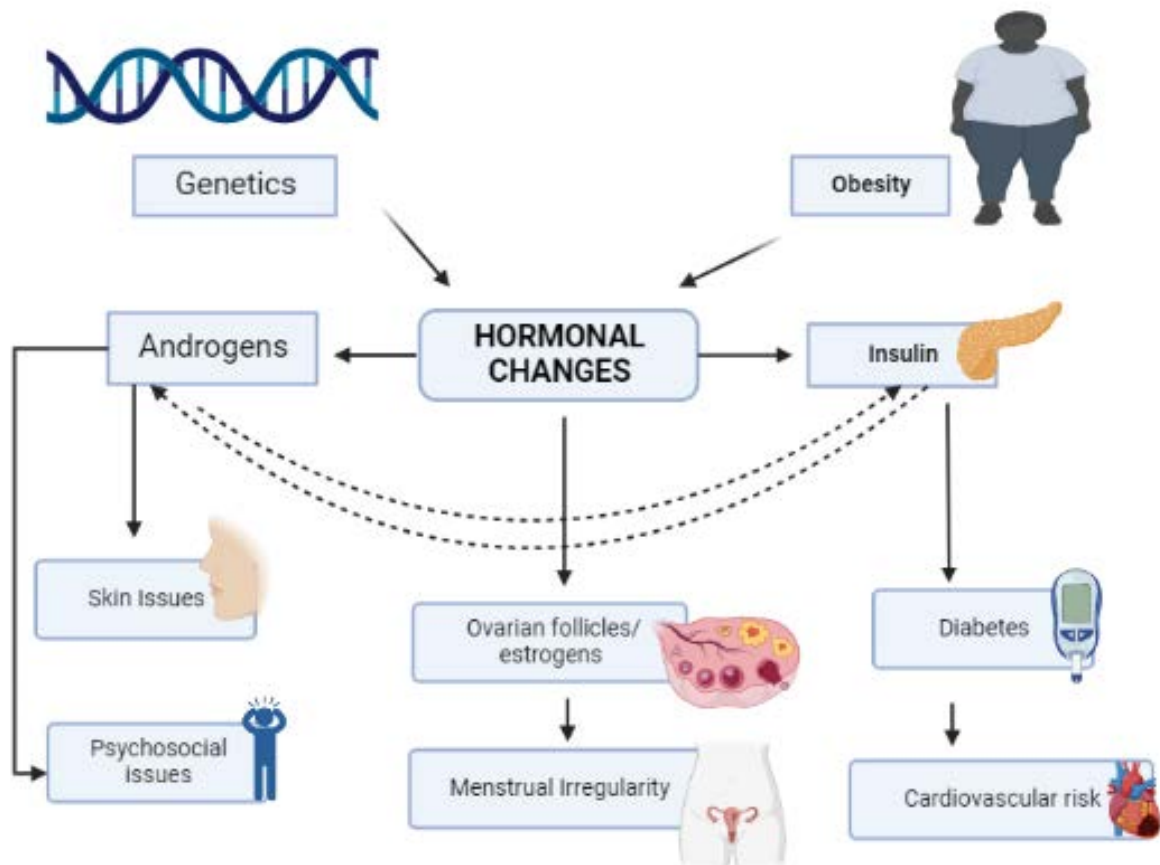 Genetics
Obesity
Androgens
HORMONAL
CHANGES
Insulin
Skin Issues
Ovarian follicles/
estrogens
Diabetes
Psychosocial
issues
Menstrual Irregularity
Cardiovascular risk